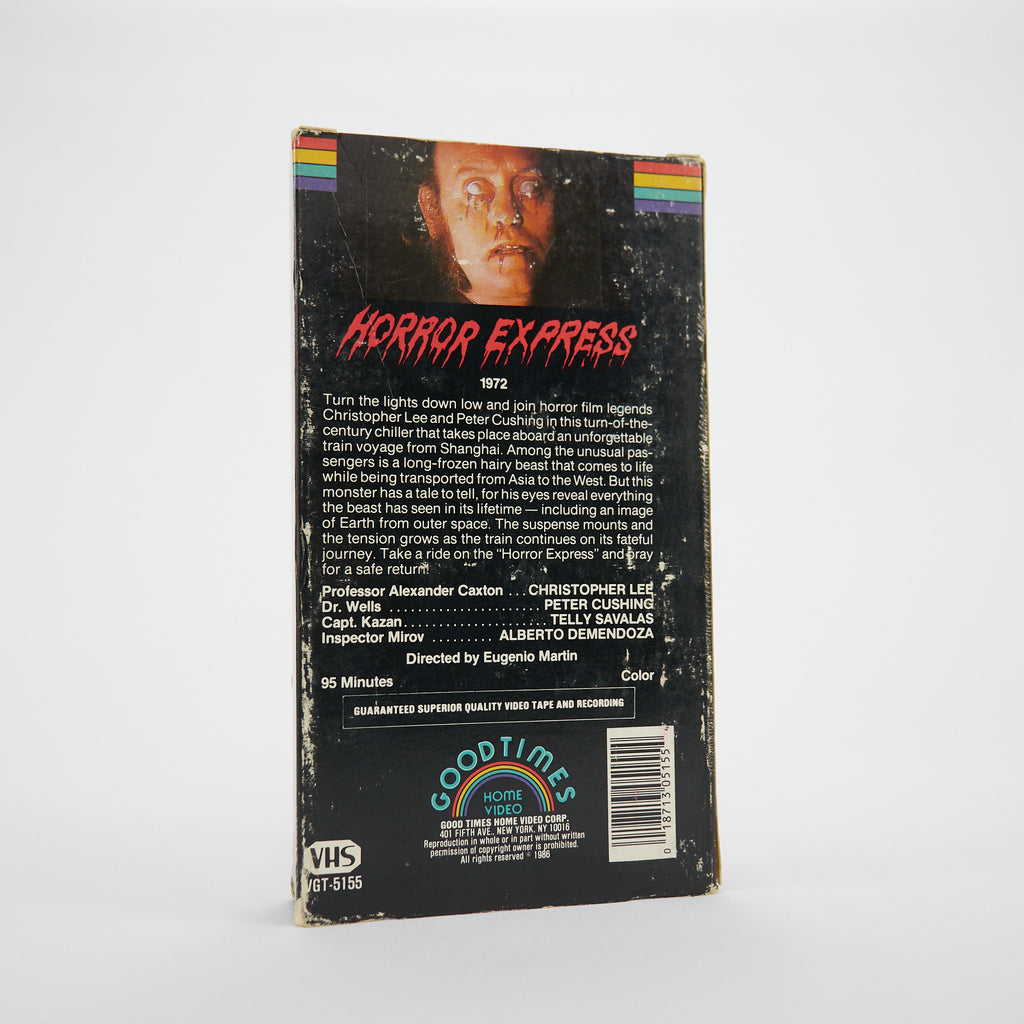 HORROR EXPRESS
1972
Turn the lights down low and join horror film legends
Christopher Lee and Peter Cushing in this turn-of-the-
century chiller that takes place aboard an unforgettable
train voyage from Shanghai. Among the unusual pas-
sengers is a long-frozen hairy beast that comes to life
while being transported from Asia to the West. But this
monster has a tale to tell, for his eyes reveal everything
the beast has seen in its lifetime — including an image
of Earth from outer space. The suspense mounts and
the tension grows as the train continues on its fateful
journey. Take a ride on the "Horror Express" and pray
for a safe return!
Professor Alexander Caxton . . . CHRISTOPHER LEE
Dr. Wells . . . . . . . . . . . . . . . . . . . . . PETER CUSHING
Capt. Kazan . . . . . . . . . . . . . . . . . . . TELLY SAVALAS
Inspector Mirov . . . . . . . . . ALBERTO DEMENDOZA
Directed by Eugenio Martin
95 Minutes Color
GUARANTEED SUPERIOR QUALITY VIDEO TAPE AND RECORDING
GOODTIMES
HOME
VIDEO
GOOD TIMES HOME VIDEO CORP.
401 FIFTH AVE., NEW YORK, NY 10016
Reproduction in whole or in part without written
permission of copyright owner is prohibited.
All rights reserved © 1986
VHS
VGT-5155
0 18713 05155 4